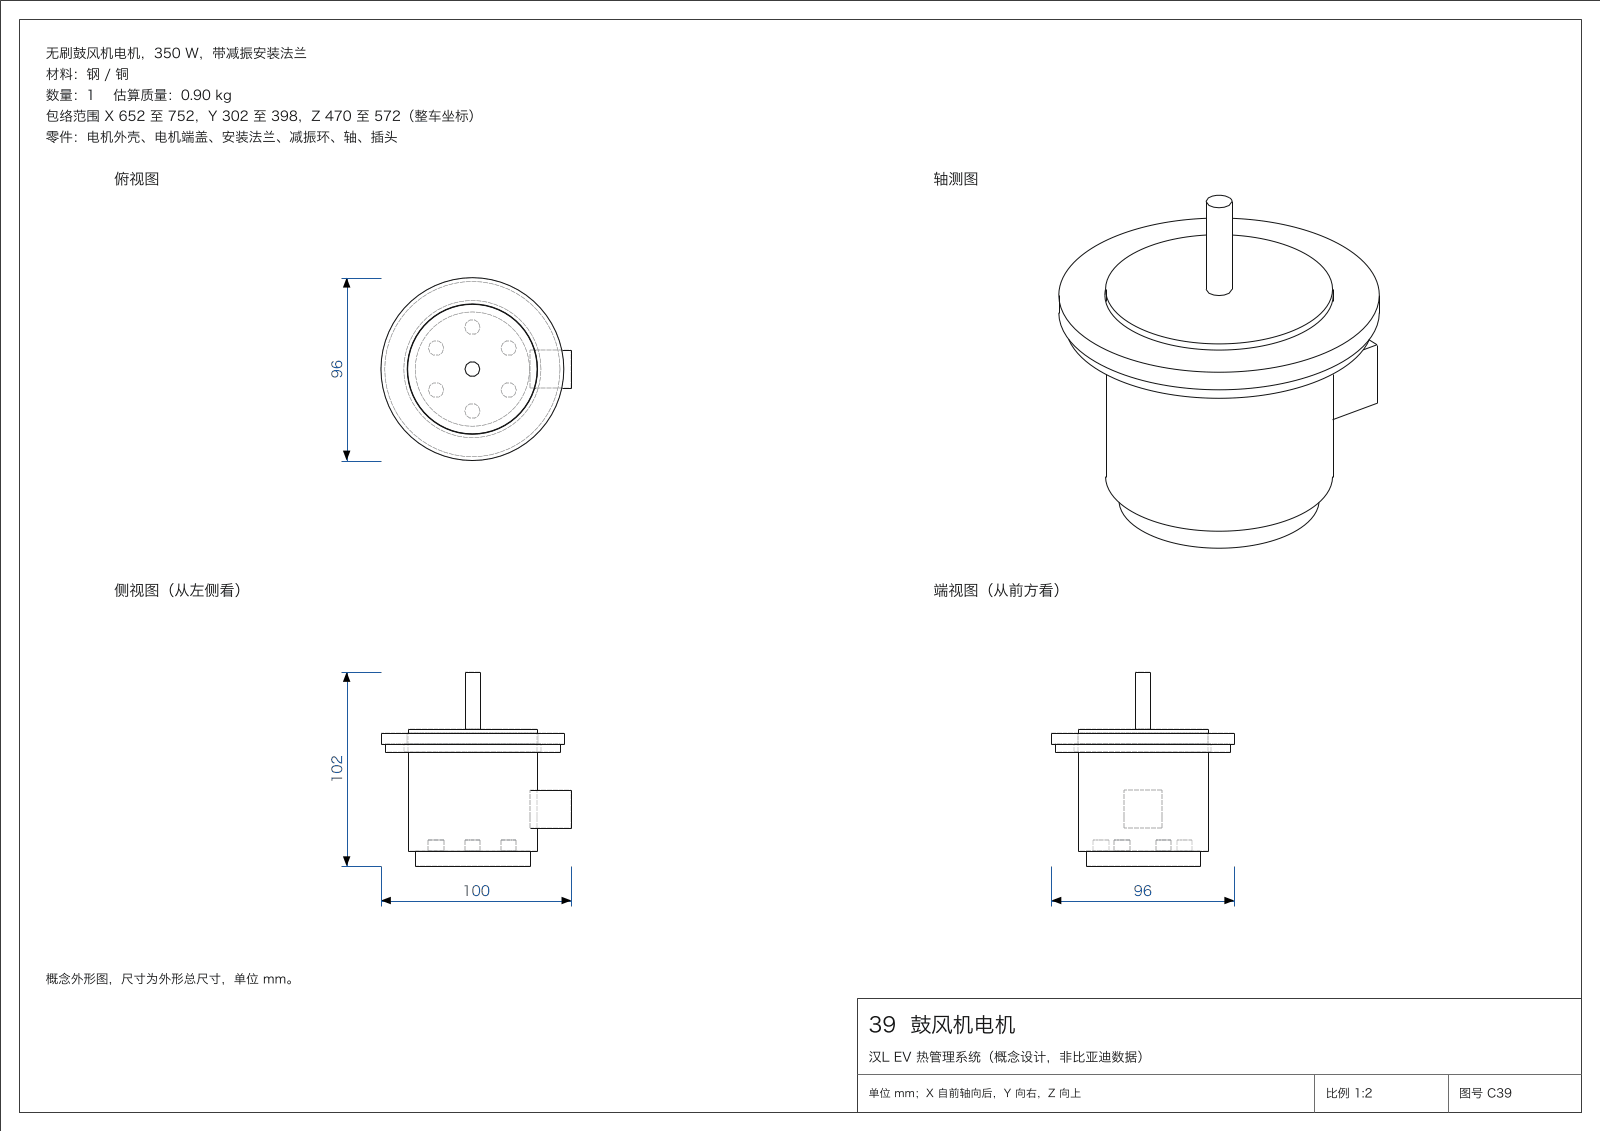 无刷鼓风机电机，350 W，带减振安装法兰
材料：钢 / 铜
数量：1 估算质量：0.90 kg
包络范围 X 652 至 752，Y 302 至 398，Z 470 至 572（整车坐标）
零件：电机外壳、电机端盖、安装法兰、减振环、轴、插头
俯视图
轴测图
96
侧视图（从左侧看）
端视图（从前方看）
102
100
96
概念外形图，尺寸为外形总尺寸，单位 mm。
39 鼓风机电机
汉L EV 热管理系统（概念设计，非比亚迪数据）
单位 mm；X 自前轴向后，Y 向右，Z 向上
比例 1:2
图号 C39